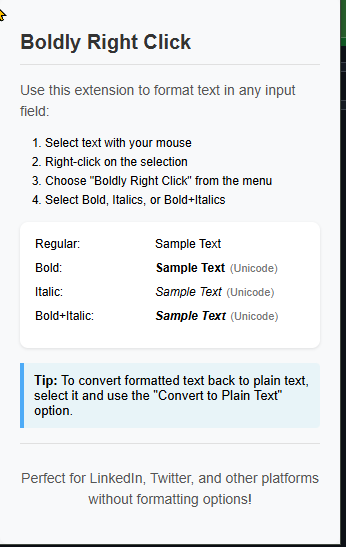 Boldly Right Click
Use this extension to format text in any input
field:
1. Select text with your mouse
2. Right-click on the selection
3. Choose "Boldly Right Click" from the menu
4. Select Bold, Italics, or Bold+Italics
Regular: Sample Text
Bold: Sample Text (Unicode)
Italic: Sample Text (Unicode)
Bold+Italic: Sample Text (Unicode)
Tip: To convert formatted text back to plain text,
select it and use the "Convert to Plain Text"
option.
Perfect for LinkedIn, Twitter, and other platforms
without formatting options!